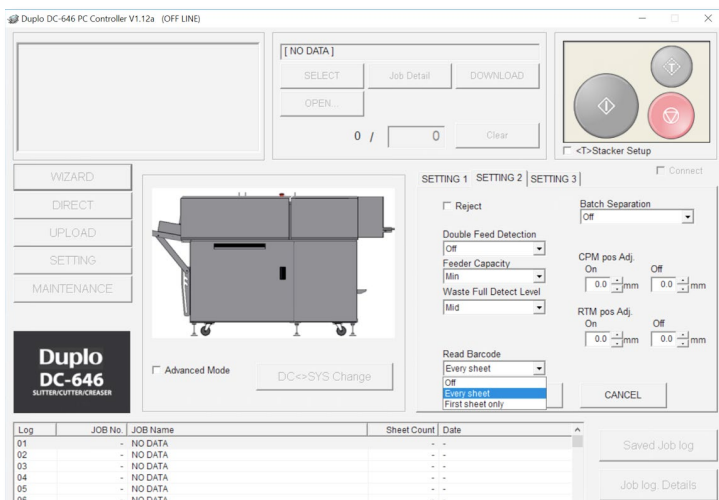 Duplo DC-646 PC Controller V1.12a (OFF LINE)
[ NO DATA ]
SELECT Job Detail DOWNLOAD
OPEN...
0 / 0 Clear
<T>Stacker Setup
Connect
WIZARD
DIRECT
UPLOAD
SETTING
MAINTENANCE
Duplo
DC-646
SLITTER/CUTTER/CREASER
Advanced Mode
DC<=>SYS Change
SETTING 1 SETTING 2 SETTING 3
Reject
Batch Separation
Off
Double Feed Detection
Off
Feeder Capacity
Min
Waste Full Detect Level
Mid
CPM pos Adj.
On Off
0.0 mm 0.0 mm
RTM pos Adj.
On Off
0.0 mm 0.0 mm
Read Barcode
Every sheet
Off
Every sheet
First sheet only
CANCEL
Log JOB No. JOB Name Sheet Count Date
01 - NO DATA - -
02 - NO DATA - -
03 - NO DATA - -
04 - NO DATA - -
05 - NO DATA - -
06 - NO DATA - -
Saved Job log
Job log. Details